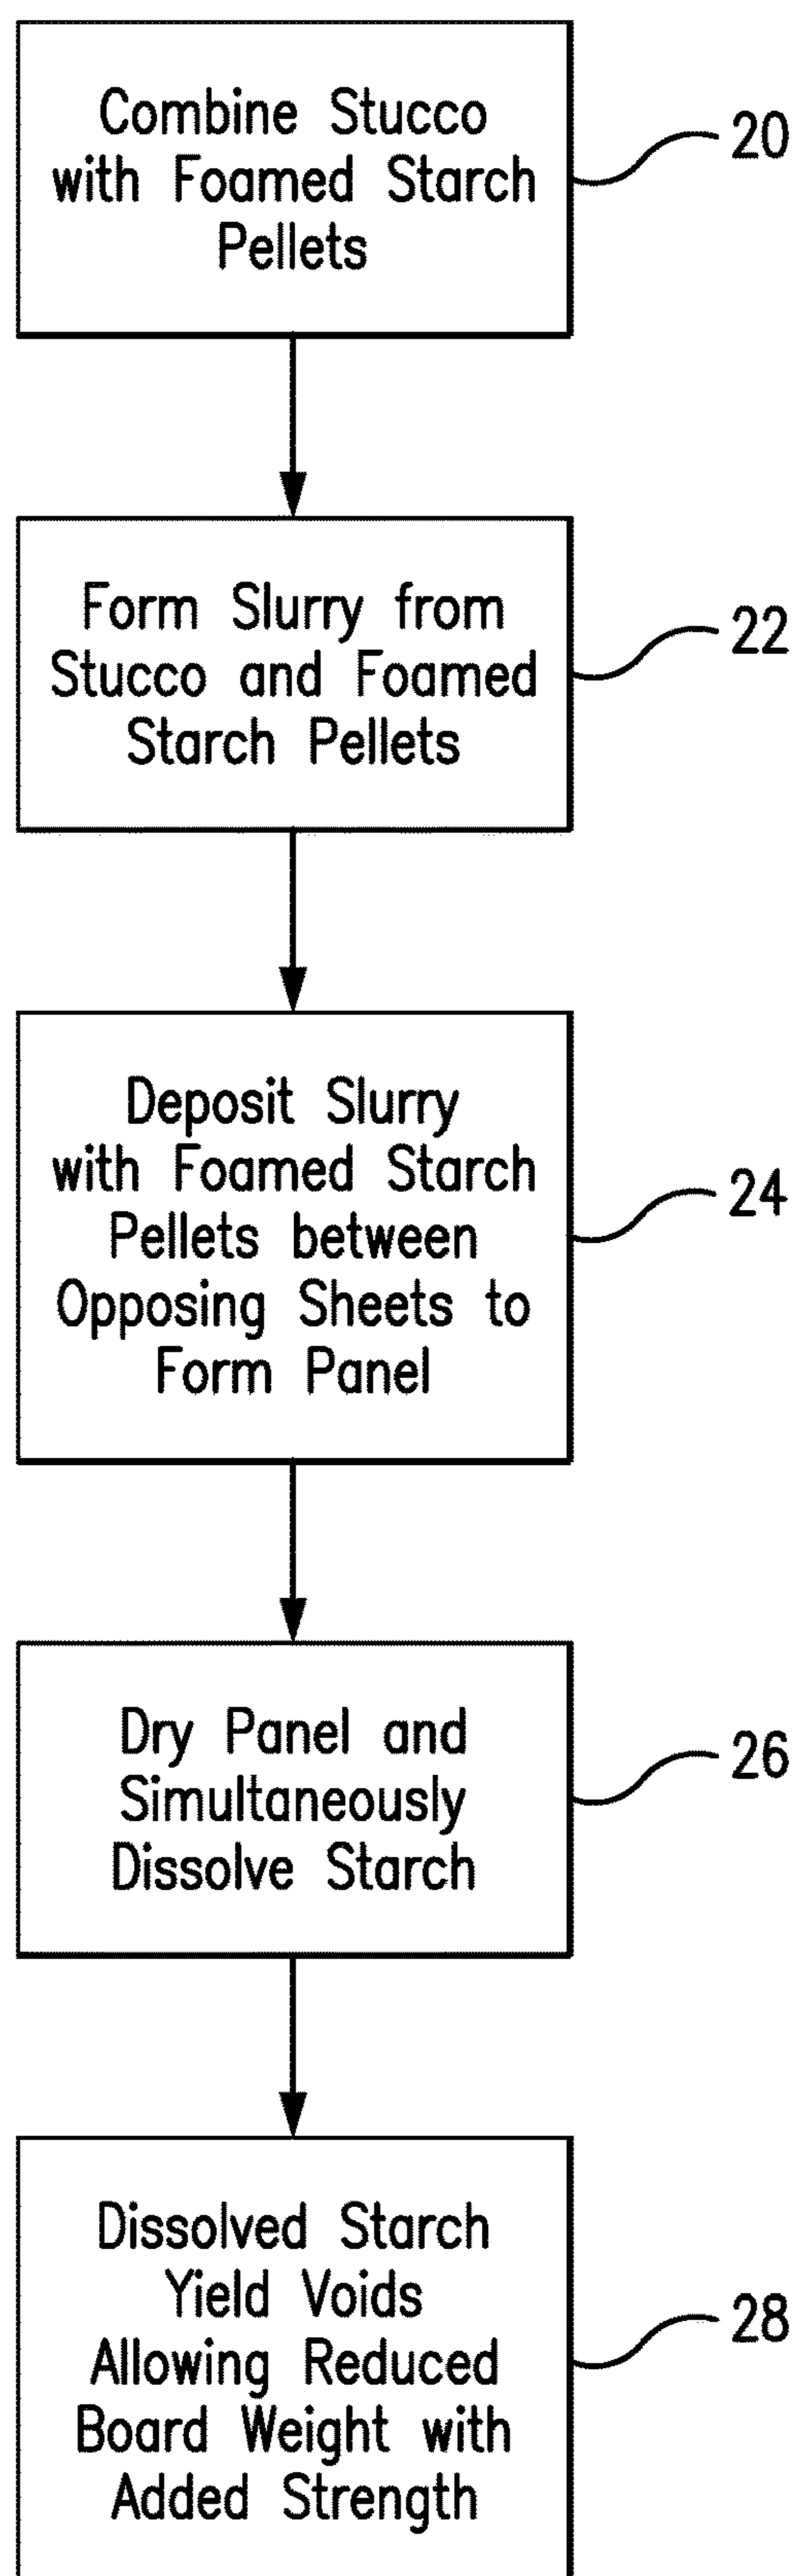 Combine Stucco
with Foamed Starch
Pellets
20
Form Slurry from
Stucco and Foamed
Starch Pellets
22
Deposit Slurry
with Foamed Starch
Pellets between
Opposing Sheets to
Form Panel
24
Dry Panel and
Simultaneously
Dissolve Starch
26
Dissolved Starch
Yield Voids
Allowing Reduced
Board Weight with
Added Strength
28